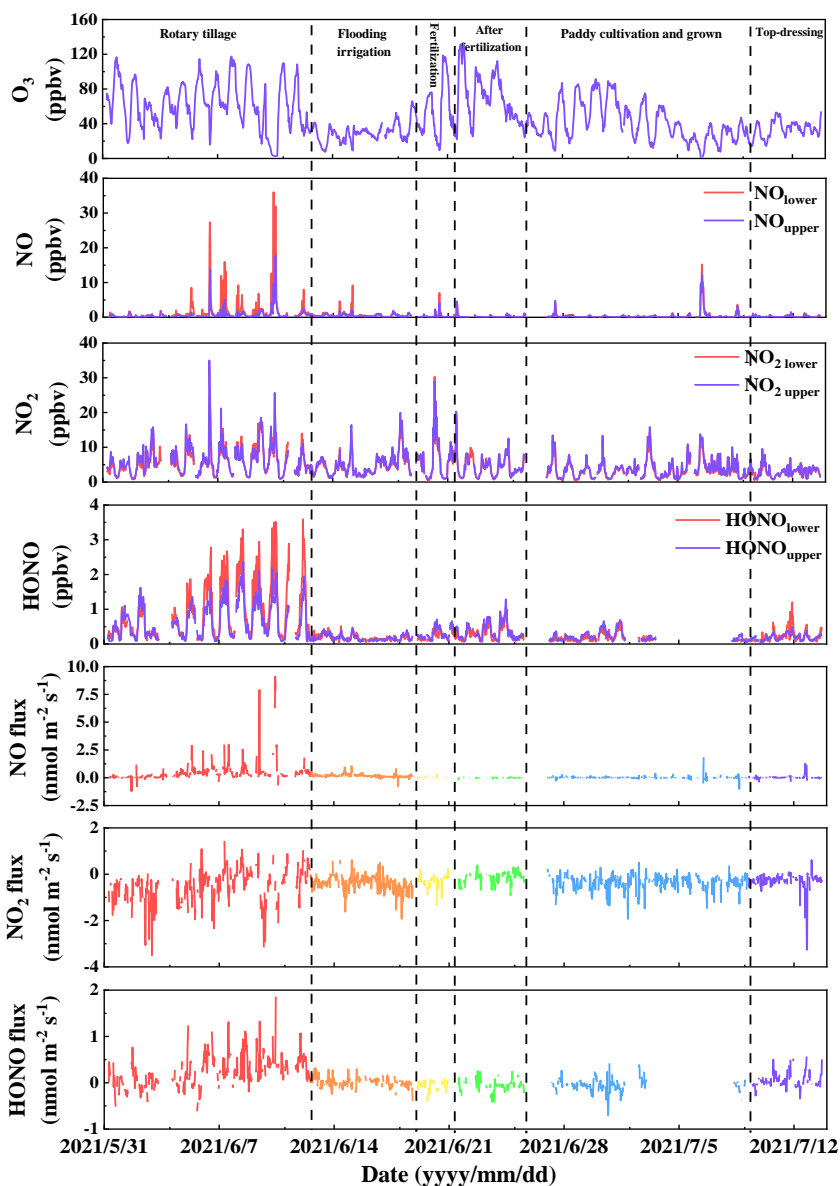 Rotary tillage
Flooding
irrigation
Fertilization
After
fertilization
Paddy cultivation and grown
Top-dressing
O3
(ppbv)
160
120
80
40
0
NO
(ppbv)
40
30
20
10
0
NOlower
NOupper
NO2
(ppbv)
40
30
20
10
0
NO2 lower
NO2 upper
HONO
(ppbv)
4
3
2
1
0
HONOlower
HONOupper
NO flux
(nmol m-2 s-1)
10.0
7.5
5.0
2.5
0.0
-2.5
NO2 flux
(nmol m-2 s-1)
2
0
-2
-4
HONO flux
(nmol m-2 s-1)
2
1
0
-1
2021/5/31 2021/6/7 2021/6/14 2021/6/21 2021/6/28 2021/7/5 2021/7/12
Date (yyyy/mm/dd)